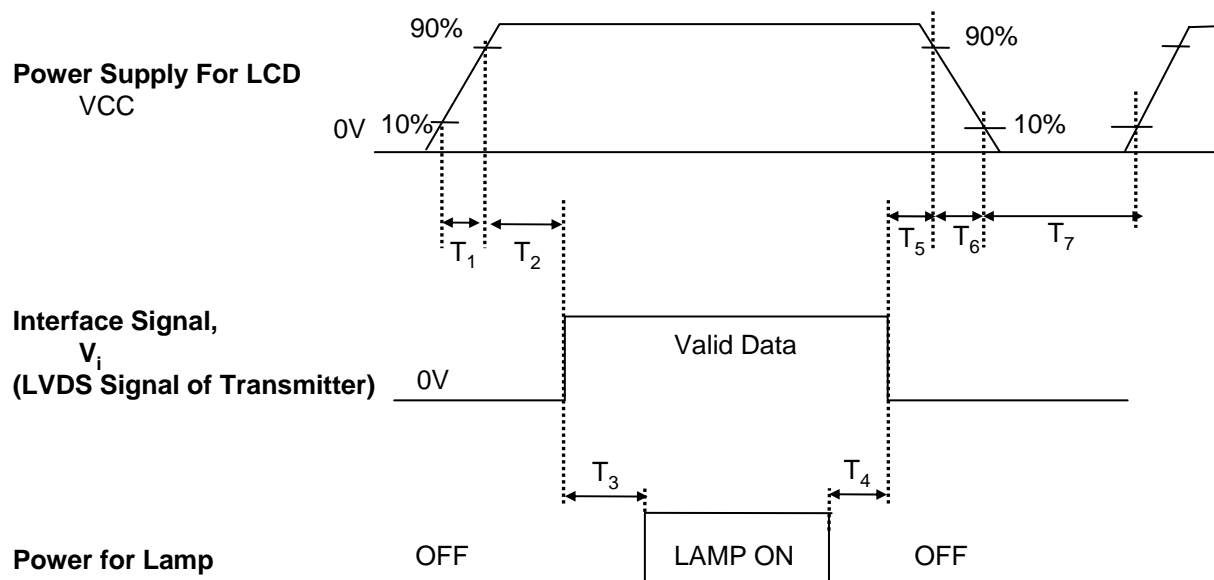 90%
90%
Power Supply For LCD
VCC
0V
10%
10%
T1
T2
T5
T6
T7
Interface Signal,
Vi
(LVDS Signal of Transmitter)
0V
Valid Data
T3
T4
Power for Lamp
OFF
LAMP ON
OFF